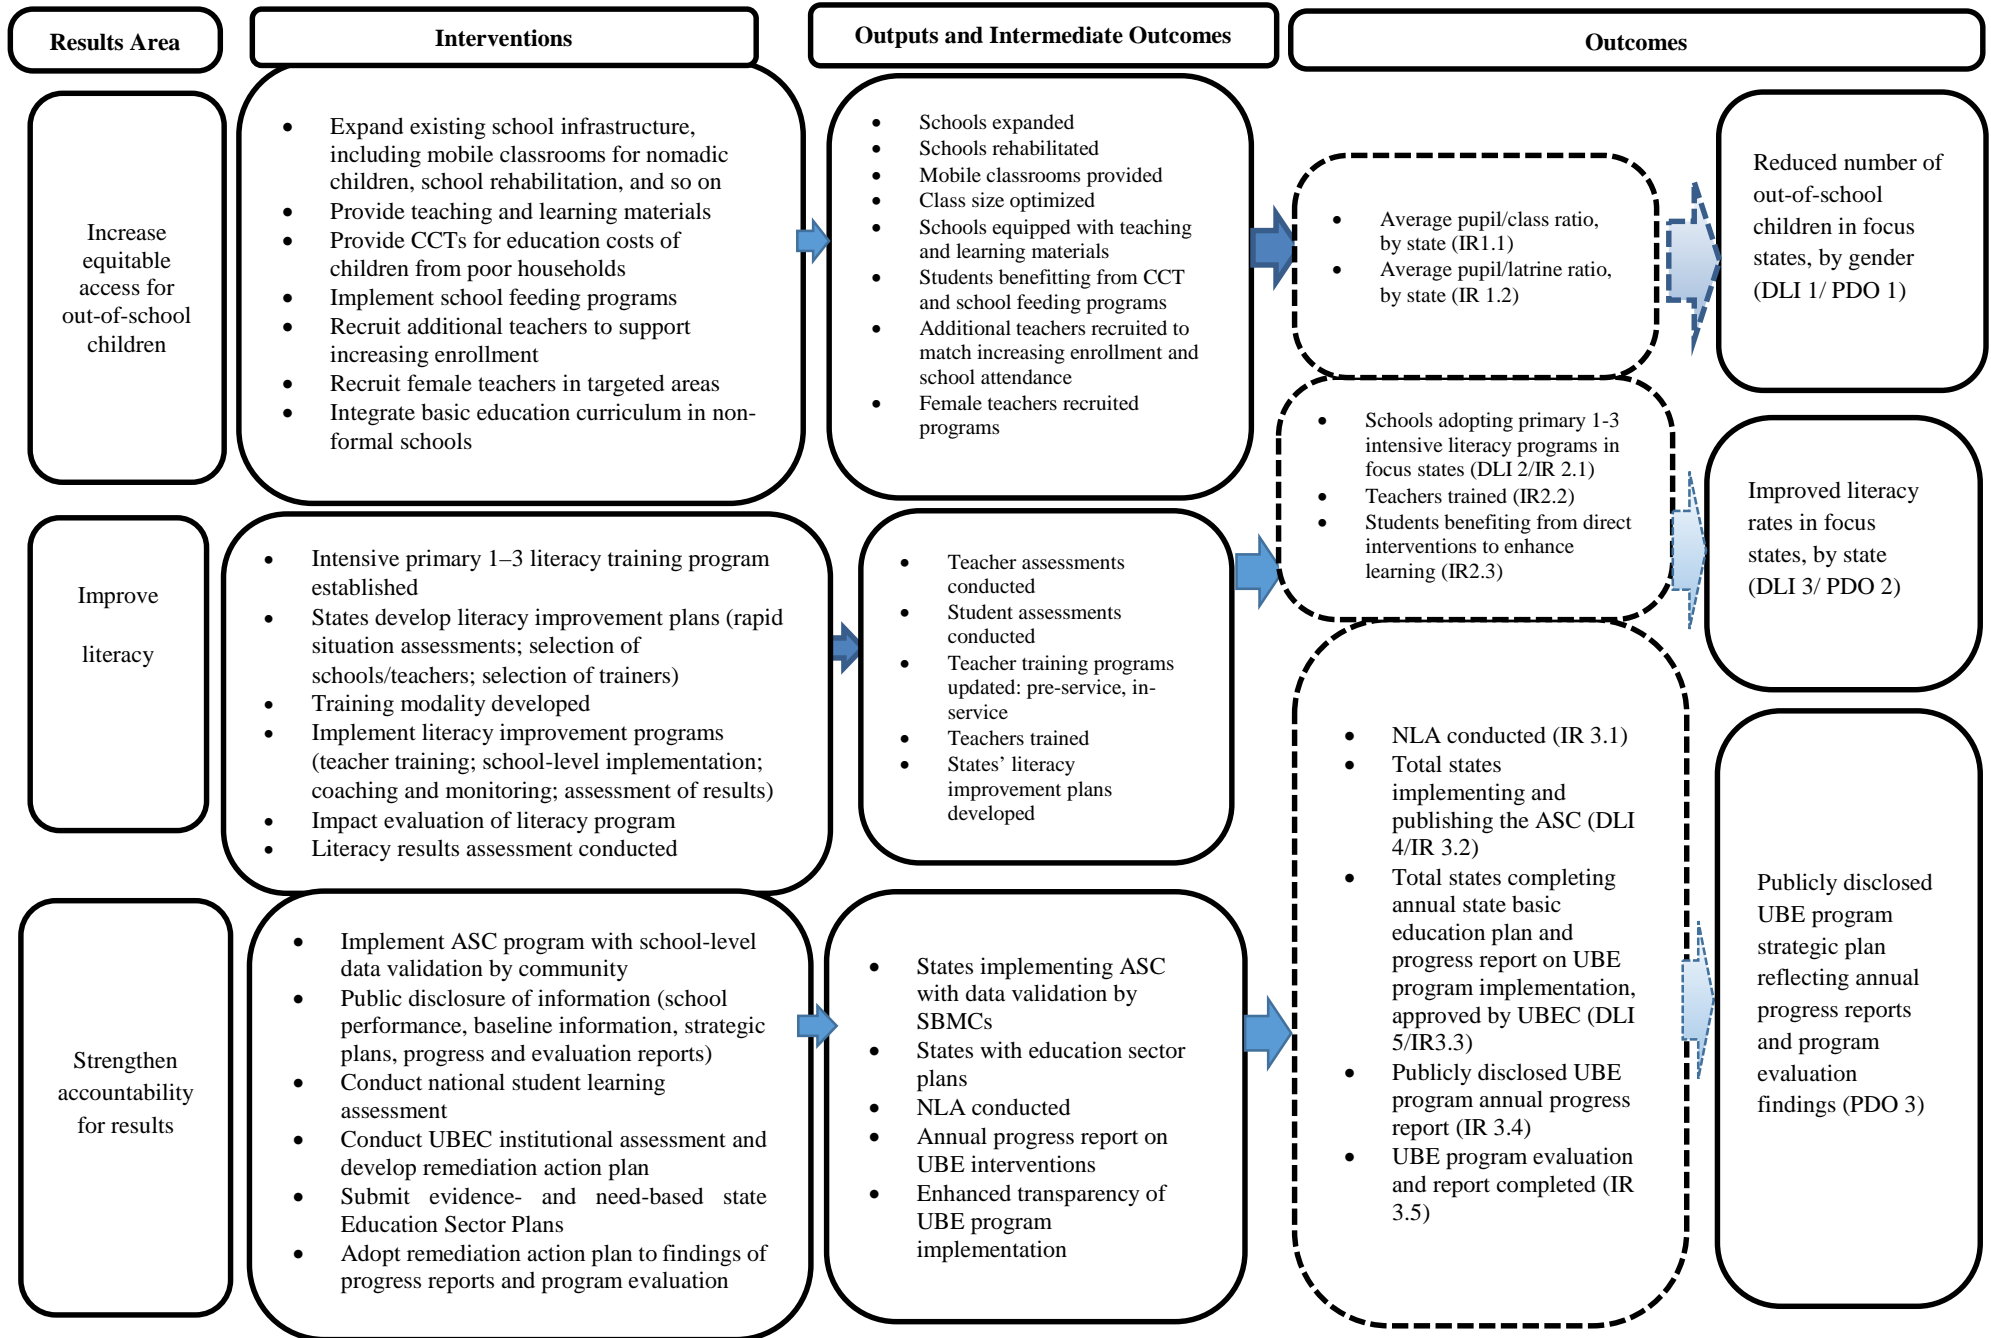 Results Area
Interventions
Outputs and Intermediate Outcomes
Outcomes
Increase
equitable
access for
out-of-school
children
• Expand existing school infrastructure,
including mobile classrooms for nomadic
children, school rehabilitation, and so on
• Provide teaching and learning materials
• Provide CCTs for education costs of
children from poor households
• Implement school feeding programs
• Recruit additional teachers to support
increasing enrollment
• Recruit female teachers in targeted areas
• Integrate basic education curriculum in non-
formal schools
• Schools expanded
• Schools rehabilitated
• Mobile classrooms provided
• Class size optimized
• Schools equipped with teaching
and learning materials
• Students benefitting from CCT
and school feeding programs
• Additional teachers recruited to
match increasing enrollment and
school attendance
• Female teachers recruited
programs
• Average pupil/class ratio,
by state (IR1.1)
• Average pupil/latrine ratio,
by state (IR 1.2)
Reduced number of
out-of-school
children in focus
states, by gender
(DLI 1/ PDO 1)
Improve
literacy
• Intensive primary 1–3 literacy training program
established
• States develop literacy improvement plans (rapid
situation assessments; selection of
schools/teachers; selection of trainers)
• Training modality developed
• Implement literacy improvement programs
(teacher training; school-level implementation;
coaching and monitoring; assessment of results)
• Impact evaluation of literacy program
• Literacy results assessment conducted
• Teacher assessments
conducted
• Student assessments
conducted
• Teacher training programs
updated: pre-service, in-
service
• Teachers trained
• States’ literacy
improvement plans
developed
• Schools adopting primary 1-3
intensive literacy programs in
focus states (DLI 2/IR 2.1)
• Teachers trained (IR2.2)
• Students benefiting from direct
interventions to enhance
learning (IR2.3)
Improved literacy
rates in focus
states, by state
(DLI 3/ PDO 2)
Strengthen
accountability
for results
• Implement ASC program with school-level
data validation by community
• Public disclosure of information (school
performance, baseline information, strategic
plans, progress and evaluation reports)
• Conduct national student learning
assessment
• Conduct UBEC institutional assessment and
develop remediation action plan
• Submit evidence- and need-based state
Education Sector Plans
• Adopt remediation action plan to findings of
progress reports and program evaluation
• States implementing ASC
with data validation by
SBMCs
• States with education sector
plans
• NLA conducted
• Annual progress report on
UBE interventions
• Enhanced transparency of
UBE program
implementation
• NLA conducted (IR 3.1)
• Total states
implementing and
publishing the ASC (DLI
4/IR 3.2)
• Total states completing
annual state basic
education plan and
progress report on UBE
program implementation,
approved by UBEC (DLI
5/IR3.3)
• Publicly disclosed UBE
program annual progress
report (IR 3.4)
• UBE program evaluation
and report completed (IR
3.5)
Publicly disclosed
UBE program
strategic plan
reflecting annual
progress reports
and program
evaluation
findings (PDO 3)